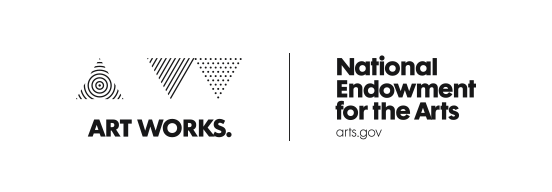 ART WORKS.
National
Endowment
for the Arts
arts.gov